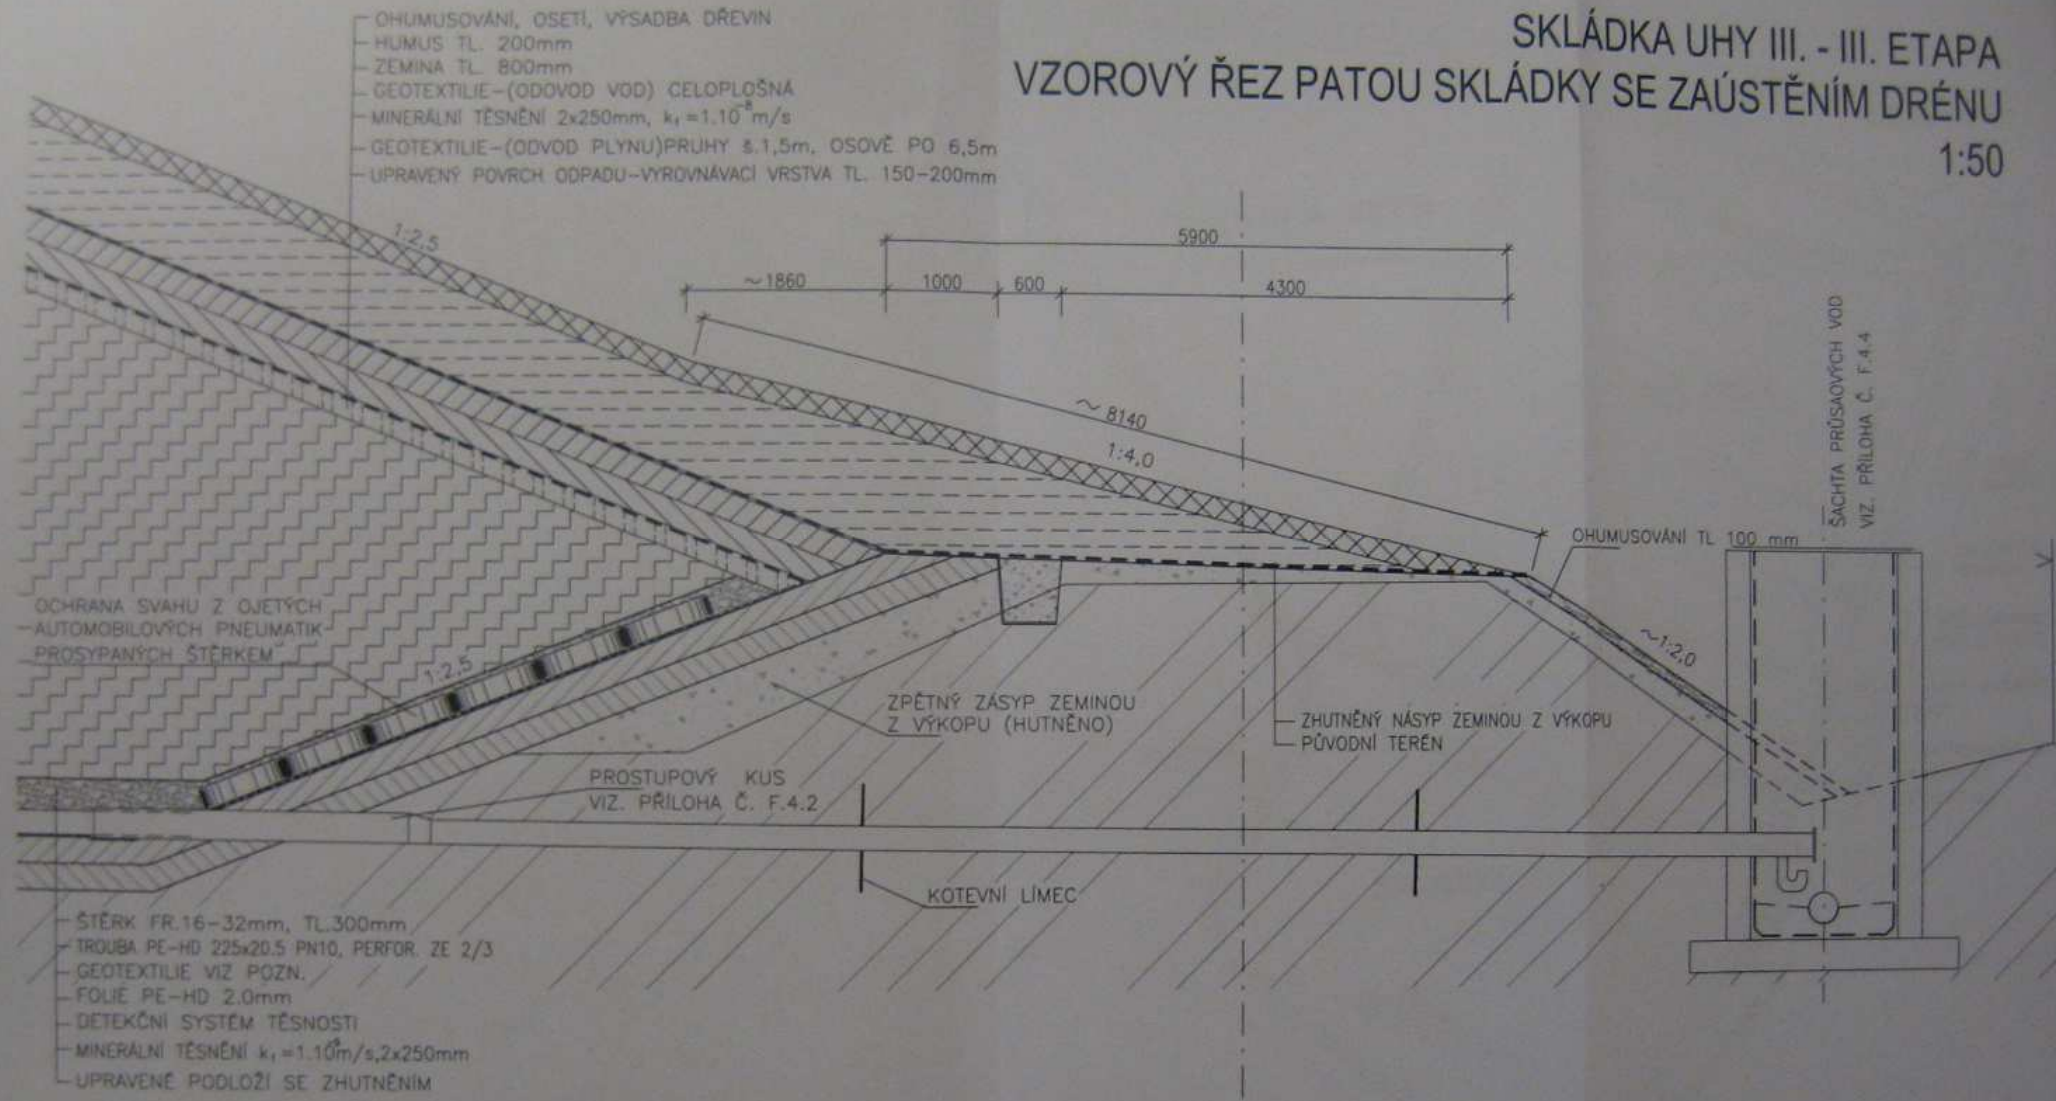 SKLÁDKA UHY III. - III. ETAPA
VZOROVÝ ŘEZ PATOU SKLÁDKY SE ZAÚSTĚNÍM DRÉNU
1:50
OHUMUSOVÁNÍ, OSETÍ, VÝSADBA DŘEVIN
HUMUS TL. 200mm
ZEMINA TL. 800mm
GEOTEXTILIE-(ODOVOD VOD) CELOPLOŠNÁ
MINERÁLNÍ TĚSNĚNÍ 2x250mm, k₁=1.10⁻⁸m/s
GEOTEXTILIE-(ODVOD PLYNU)PRUHY š.1,5m, OSOVĚ PO 6,5m
UPRAVENÝ POVRCH ODPADU-VYROVNÁVACÍ VRSTVA TL. 150-200mm
1:2,5
5900
~1860
1000
600
4300
~ 8140
1:4,0
ŠACHTA PRŮSAOVÝCH VOD
VIZ. PŘÍLOHA Č. F.4.4
OHUMUSOVÁNÍ TL 100 mm
~1:2,0
OCHRANA SVAHU Z OJETÝCH
AUTOMOBILOVÝCH PNEUMATIK
PROSYPANÝCH ŠTĚRKEM
1:2,5
ZPĚTNÝ ZÁSYP ZEMINOU
Z VÝKOPU (HUTNĚNO)
ZHUTNĚNÝ NÁSYP ZEMINOU Z VÝKOPU
PŮVODNÍ TERÉN
PROSTUPOVÝ KUS
VIZ. PŘÍLOHA Č. F.4.2
KOTEVNÍ LÍMEC
ŠTĚRK FR.16-32mm, TL.300mm
TROUBA PE-HD 225x20.5 PN10, PERFOR. ZE 2/3
GEOTEXTILIE VIZ POZN.
FOLIE PE-HD 2.0mm
DETEKČNÍ SYSTÉM TĚSNOSTI
MINERÁLNÍ TĚSNĚNÍ k₁=1.10⁻⁹m/s,2x250mm
UPRAVENÉ PODLOŽÍ SE ZHUTNĚNÍM